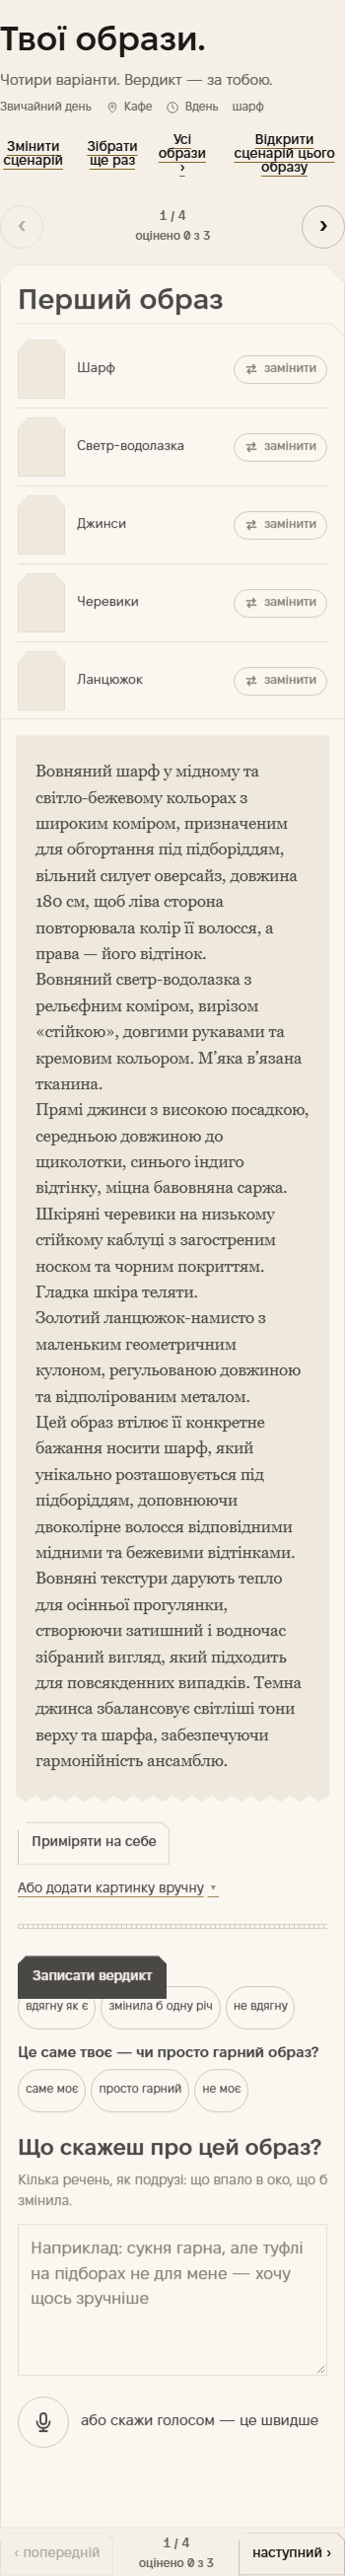 Твої образи.
Чотири варіанти. Вердикт — за тобою.
Звичайний день Кафе Вдень шарф
Змінити
сценарій
Зібрати
ще раз
Усі
образи
›
Відкрити
сценарій цього
образу
‹
1 / 4
оцінено 0 з 3
›
Перший образ
Шарф
⇄ замінити
Светр-водолазка
⇄ замінити
Джинси
⇄ замінити
Черевики
⇄ замінити
Ланцюжок
⇄ замінити
Вовняний шарф у мідному та
світло-бежевому кольорах з
широким коміром, призначеним
для обгортання під підборіддям,
вільний силует оверсайз, довжина
180 см, щоб ліва сторона
повторювала колір її волосся, а
права — його відтінок.
Вовняний светр-водолазка з
рельєфним коміром, вирізом
«стійкою», довгими рукавами та
кремовим кольором. М’яка в’язана
тканина.
Прямі джинси з високою посадкою,
середньою довжиною до
щиколотки, синього індиго
відтінку, міцна бавовняна саржа.
Шкіряні черевики на низькому
стійкому каблуці з загостреним
носком та чорним покриттям.
Гладка шкіра теляти.
Золотий ланцюжок-намисто з
маленьким геометричним
кулоном, регульованою довжиною
та відполірованим металом.
Цей образ втілює її конкретне
бажання носити шарф, який
унікально розташовується під
підборіддям, доповнюючи
двоколірне волосся відповідними
мідними та бежевими відтінками.
Вовняні текстури дарують тепло
для осінньої прогулянки,
створюючи затишний і водночас
зібраний вигляд, який підходить
для повсякденних випадків. Темна
джинса збалансовує світліші тони
верху та шарфа, забезпечуючи
гармонійність ансамблю.
Приміряти на себе
Або додати картинку вручну ▾
Записати вердикт
вдягну як є
змінила б одну річ
не вдягну
Це саме твоє — чи просто гарний образ?
саме моє
просто гарний
не моє
Що скажеш про цей образ?
Кілька речень, як подрузі: що впало в око, що б
змінила.
Наприклад: сукня гарна, але туфлі
на підборах не для мене — хочу
щось зручніше
або скажи голосом — це швидше
‹ попередній
1 / 4
оцінено 0 з 3
наступний ›